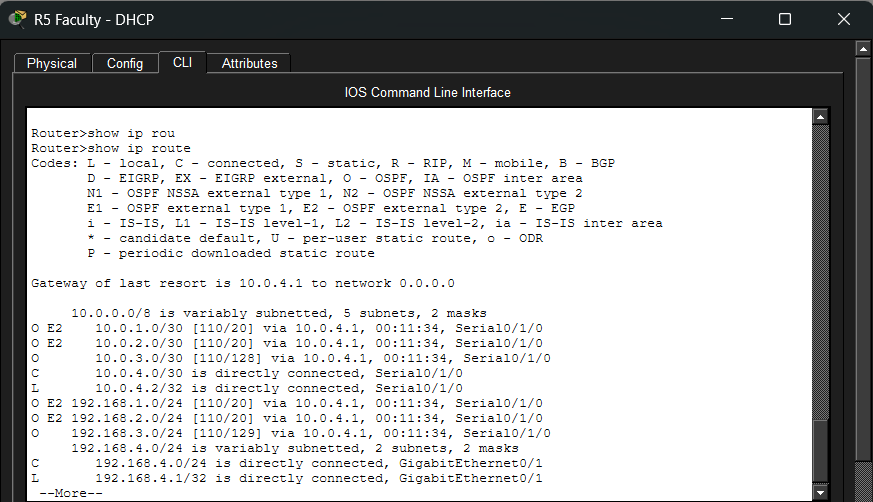 R5 Faculty - DHCP
Physical Config CLI Attributes
IOS Command Line Interface
Router>show ip rou
Router>show ip route
Codes: L - local, C - connected, S - static, R - RIP, M - mobile, B - BGP
D - EIGRP, EX - EIGRP external, O - OSPF, IA - OSPF inter area
N1 - OSPF NSSA external type 1, N2 - OSPF NSSA external type 2
E1 - OSPF external type 1, E2 - OSPF external type 2, E - EGP
i - IS-IS, L1 - IS-IS level-1, L2 - IS-IS level-2, ia - IS-IS inter area
* - candidate default, U - per-user static route, o - ODR
P - periodic downloaded static route
Gateway of last resort is 10.0.4.1 to network 0.0.0.0
10.0.0.0/8 is variably subnetted, 5 subnets, 2 masks
O E2 10.0.1.0/30 [110/20] via 10.0.4.1, 00:11:34, Serial0/1/0
O E2 10.0.2.0/30 [110/20] via 10.0.4.1, 00:11:34, Serial0/1/0
O 10.0.3.0/30 [110/128] via 10.0.4.1, 00:11:34, Serial0/1/0
C 10.0.4.0/30 is directly connected, Serial0/1/0
L 10.0.4.2/32 is directly connected, Serial0/1/0
O E2 192.168.1.0/24 [110/20] via 10.0.4.1, 00:11:34, Serial0/1/0
O E2 192.168.2.0/24 [110/20] via 10.0.4.1, 00:11:34, Serial0/1/0
O 192.168.3.0/24 [110/129] via 10.0.4.1, 00:11:34, Serial0/1/0
192.168.4.0/24 is variably subnetted, 2 subnets, 2 masks
C 192.168.4.0/24 is directly connected, GigabitEthernet0/1
L 192.168.4.1/32 is directly connected, GigabitEthernet0/1
--More--